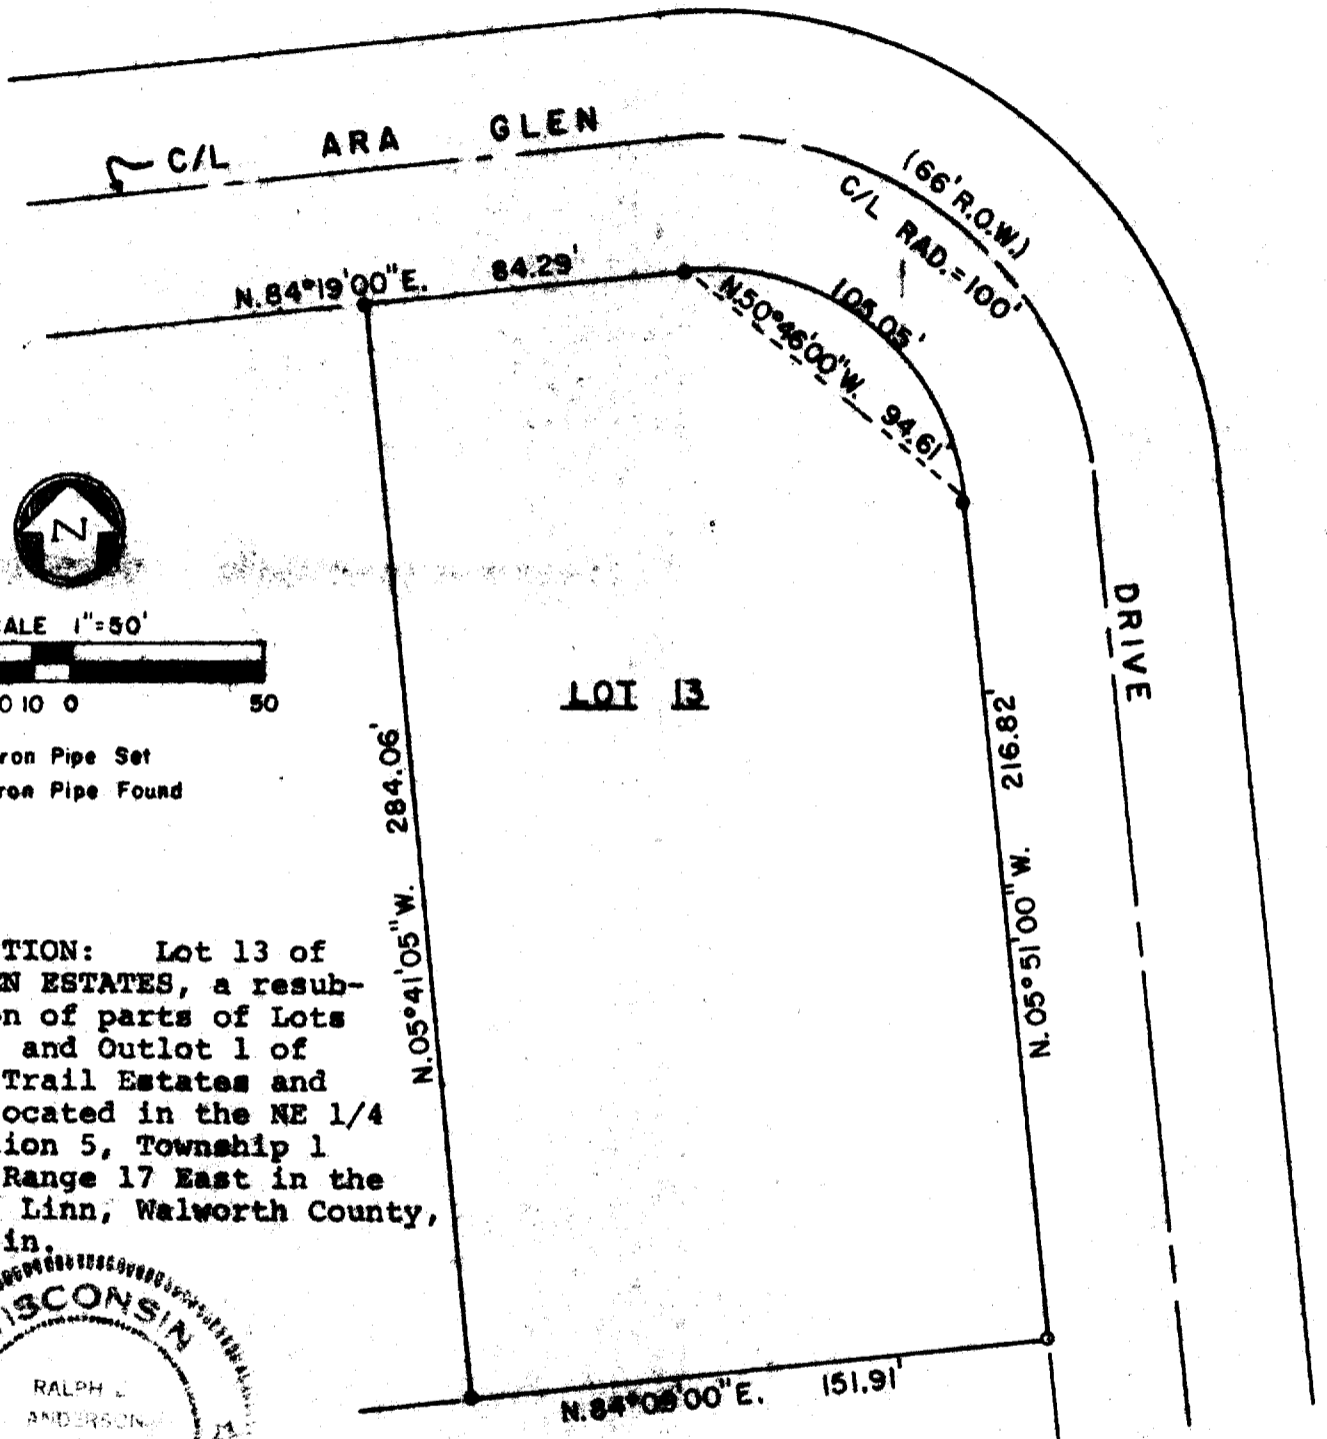 C/L ARA GLEN
(66' R.O.W.)
C/L RAD.=100'
N.84°19'00"E. 84.29'
105.05'
N.50°46'00"W. 94.61'
N
ALE 1"=50'
0 10 0 50
ron Pipe Set
ron Pipe Found
LOT 13
DRIVE
284.06'
N.05°41'05"W.
216.82'
N.05°51'00"W.
TION: Lot 13 of
N ESTATES, a resub-
n of parts of Lots
and Outlot 1 of
Trail Estates and
ocated in the NE 1/4
ion 5, Township 1
Range 17 East in the
Linn, Walworth County,
in.
ISCONSIN
RALPH L
ANDERSON
N.84°09'00"E. 151.91'